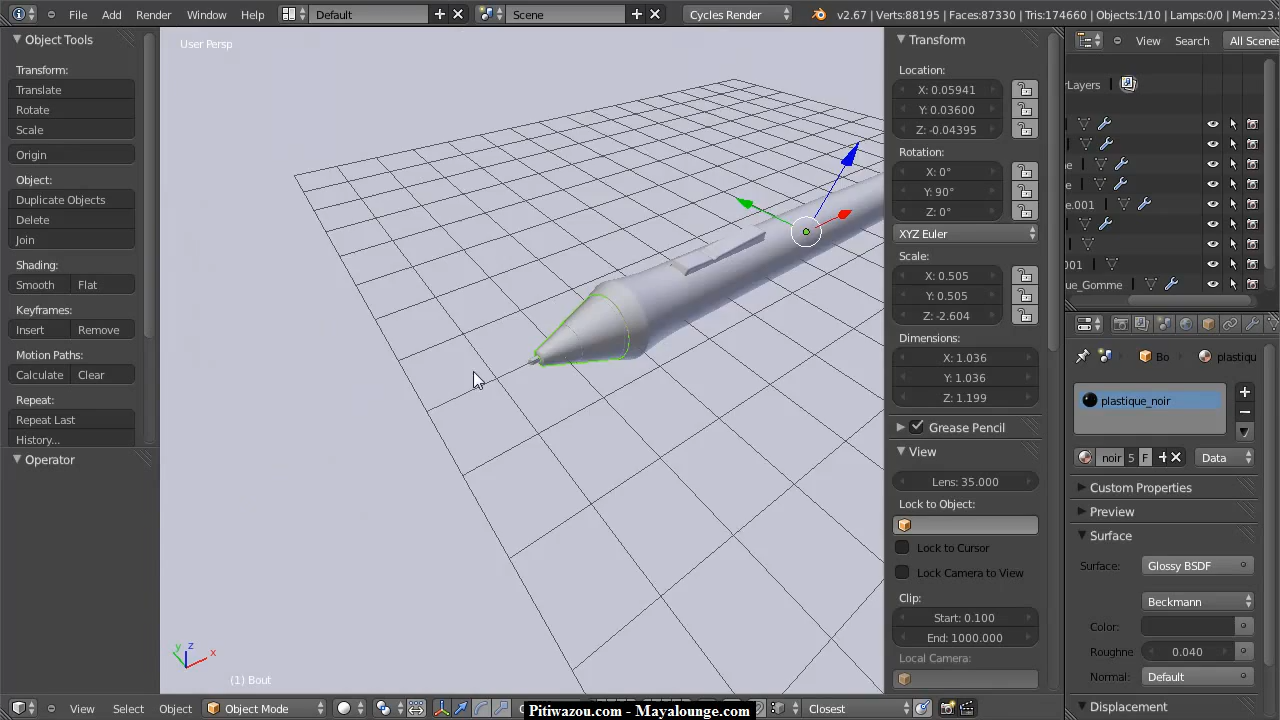 File Add Render Window Help Default Scene Cycles Render v2.67 | Verts:88195 | Faces:87330 | Tris:174660 | Objects:1/10 | Lamps:0/0 | Mem:23.
Object Tools
Transform:
Translate
Rotate
Scale
Origin
Object:
Duplicate Objects
Delete
Join
Shading:
Smooth Flat
Keyframes:
Insert Remove
Motion Paths:
Calculate Clear
Repeat:
Repeat Last
History...
Operator
User Persp
y z x
(1) Bout
Transform
Location:
X: 0.05941
Y: 0.03600
Z: -0.04395
Rotation:
X: 0°
Y: 90°
Z: 0°
XYZ Euler
Scale:
X: 0.505
Y: 0.505
Z: -2.604
Dimensions:
X: 1.036
Y: 1.036
Z: 1.199
Grease Pencil
View
Lens: 35.000
Lock to Object:
Lock to Cursor
Lock Camera to View
Clip:
Start: 0.100
End: 1000.000
Local Camera:
View Search All Scenes
Layers
e.001
001
ue_Gomme
Bo plastiqu
plastique_noir
noir 5 F Data
Custom Properties
Preview
Surface
Surface: Glossy BSDF
Beckmann
Color:
Roughne 0.040
Normal: Default
Displacement
View Select Object Object Mode Closest
Pitiwazou.com - Mayalounge.com